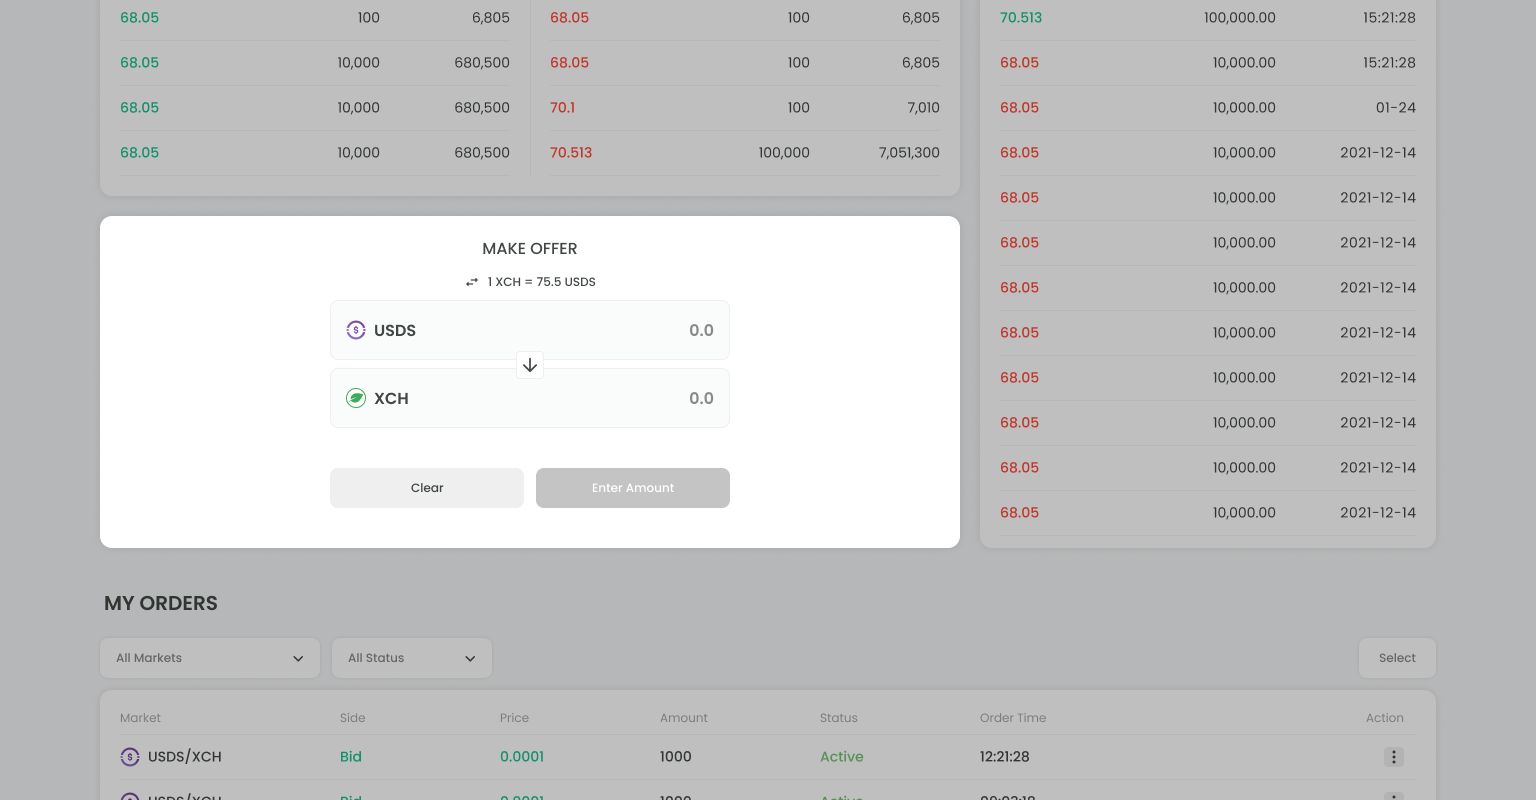 68.05 100 6,805 68.05 100 6,805 70.513 100,000.00 15:21:28
68.05 10,000 680,500 68.05 100 6,805 68.05 10,000.00 15:21:28
68.05 10,000 680,500 70.1 100 7,010 68.05 10,000.00 01-24
68.05 10,000 680,500 70.513 100,000 7,051,300 68.05 10,000.00 2021-12-14
68.05 10,000.00 2021-12-14
68.05 10,000.00 2021-12-14
68.05 10,000.00 2021-12-14
68.05 10,000.00 2021-12-14
68.05 10,000.00 2021-12-14
68.05 10,000.00 2021-12-14
68.05 10,000.00 2021-12-14
68.05 10,000.00 2021-12-14
MAKE OFFER
1 XCH = 75.5 USDS
USDS 0.0
XCH 0.0
Clear Enter Amount
MY ORDERS
All Markets All Status Select
Market Side Price Amount Status Order Time Action
USDS/XCH Bid 0.0001 1000 Active 12:21:28